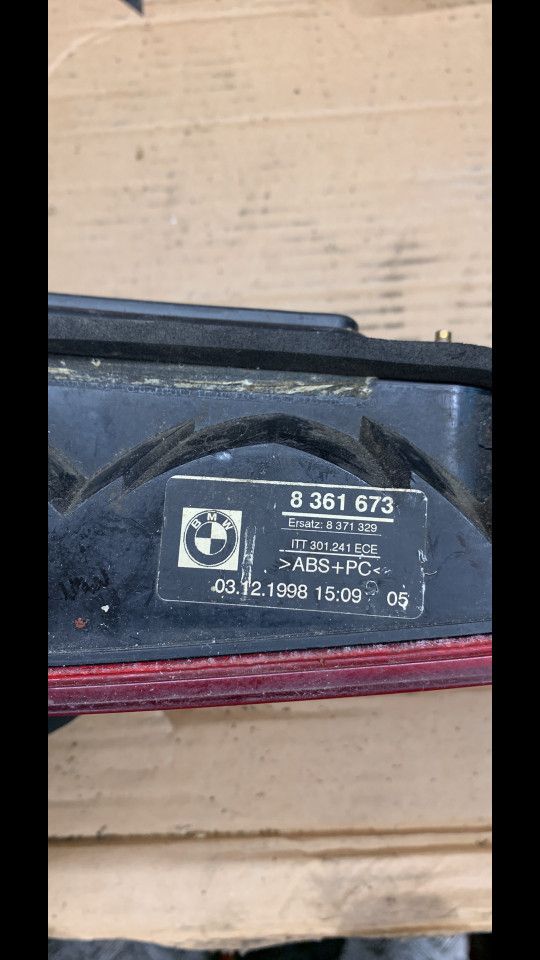 BMW
8 361 673
Ersatz: 8 371 329
ITT 301.241 ECE
>ABS+PC<
03.12.1998 15:09 05